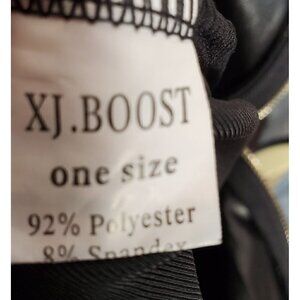 XJ.BOOST
one size
92% Polyester
8% Spandex